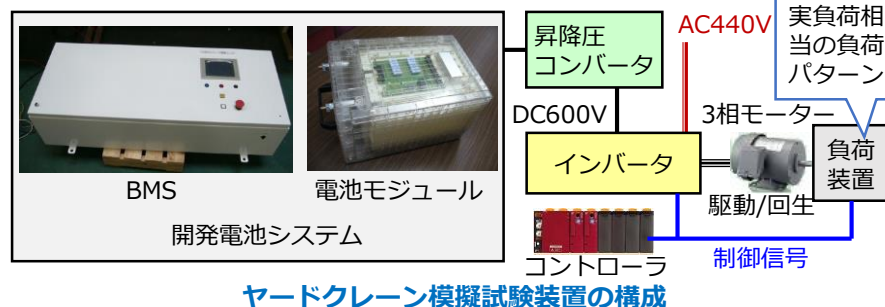 BMS
電池モジュール
開発電池システム
昇降圧
コンバータ
AC440V
実負荷相
当の負荷
パターン
DC600V
3相モーター
インバータ
負荷
装置
駆動/回生
コントローラ
制御信号
ヤードクレーン模擬試験装置の構成